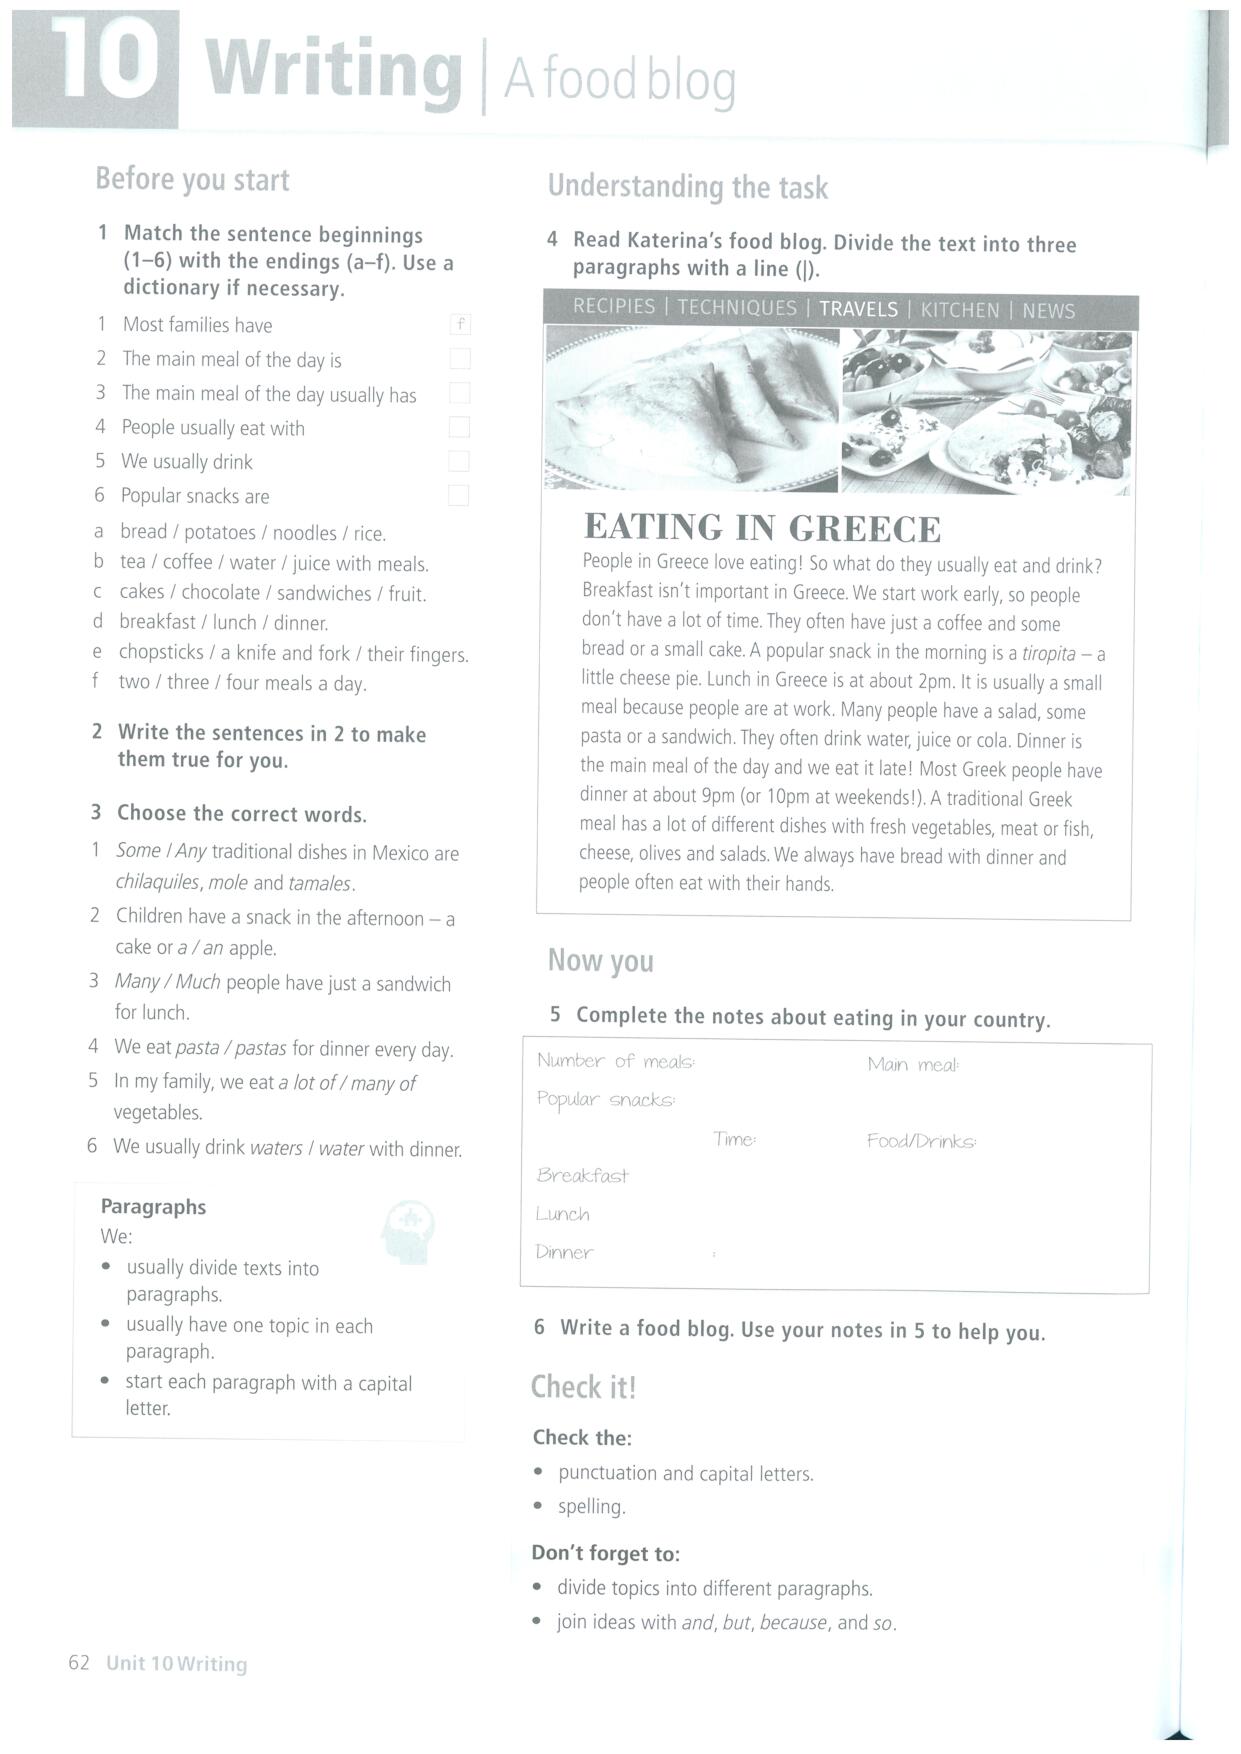 10 Writing | A food blog
Before you start
1 Match the sentence beginnings
(1–6) with the endings (a–f). Use a
dictionary if necessary.
1 Most families have f
2 The main meal of the day is
3 The main meal of the day usually has
4 People usually eat with
5 We usually drink
6 Popular snacks are
a bread / potatoes / noodles / rice.
b tea / coffee / water / juice with meals.
c cakes / chocolate / sandwiches / fruit.
d breakfast / lunch / dinner.
e chopsticks / a knife and fork / their fingers.
f two / three / four meals a day.
2 Write the sentences in 2 to make
them true for you.
3 Choose the correct words.
1 Some / Any traditional dishes in Mexico are
chilaquiles, mole and tamales.
2 Children have a snack in the afternoon – a
cake or a / an apple.
3 Many / Much people have just a sandwich
for lunch.
4 We eat pasta / pastas for dinner every day.
5 In my family, we eat a lot of / many of
vegetables.
6 We usually drink waters / water with dinner.
Paragraphs
We:
• usually divide texts into
paragraphs.
• usually have one topic in each
paragraph.
• start each paragraph with a capital
letter.
Understanding the task
4 Read Katerina's food blog. Divide the text into three
paragraphs with a line (|).
RECIPIES | TECHNIQUES | TRAVELS | KITCHEN | NEWS
EATING IN GREECE
People in Greece love eating! So what do they usually eat and drink?
Breakfast isn't important in Greece. We start work early, so people
don't have a lot of time. They often have just a coffee and some
bread or a small cake. A popular snack in the morning is a tiropita – a
little cheese pie. Lunch in Greece is at about 2pm. It is usually a small
meal because people are at work. Many people have a salad, some
pasta or a sandwich. They often drink water, juice or cola. Dinner is
the main meal of the day and we eat it late! Most Greek people have
dinner at about 9pm (or 10pm at weekends!). A traditional Greek
meal has a lot of different dishes with fresh vegetables, meat or fish,
cheese, olives and salads. We always have bread with dinner and
people often eat with their hands.
Now you
5 Complete the notes about eating in your country.
Number of meals: Main meal:
Popular snacks:
Time: Food/Drinks:
Breakfast
Lunch
Dinner :
6 Write a food blog. Use your notes in 5 to help you.
Check it!
Check the:
• punctuation and capital letters.
• spelling.
Don't forget to:
• divide topics into different paragraphs.
• join ideas with and, but, because, and so.
62 Unit 10 Writing